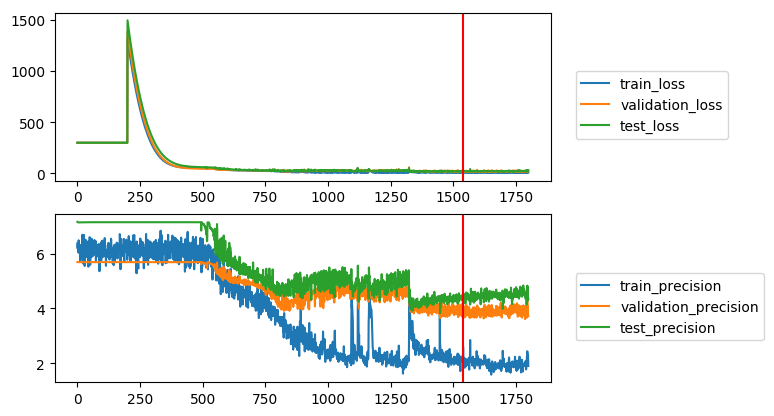 1500
1000
500
0
0 250 500 750 1000 1250 1500 1750
train_loss
validation_loss
test_loss
6
4
2
0 250 500 750 1000 1250 1500 1750
train_precision
validation_precision
test_precision